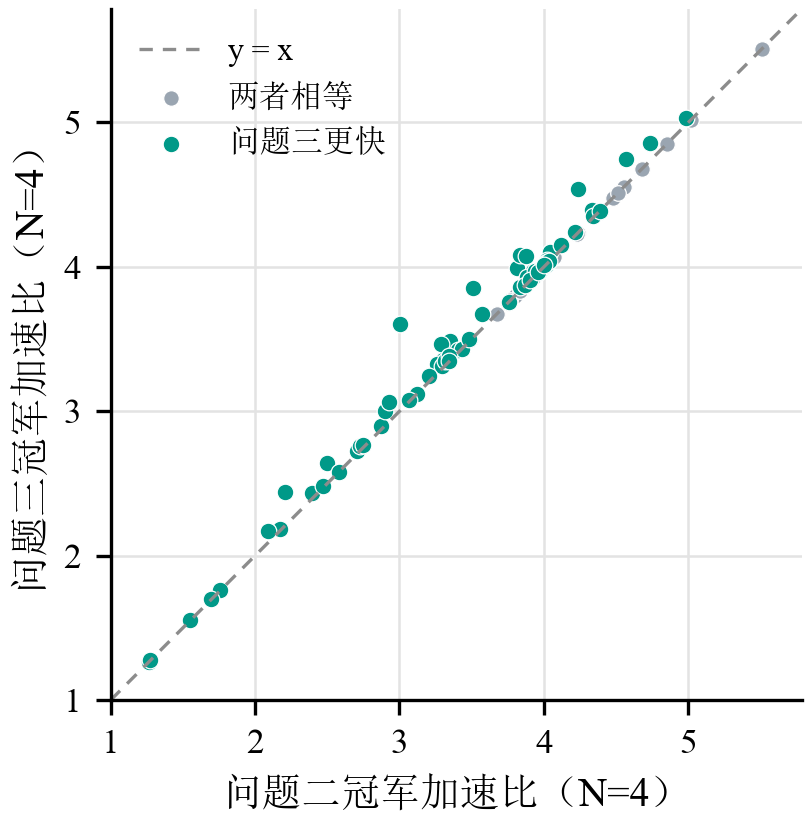 y = x
两者相等
问题三更快
问题三冠军加速比（N=4）
5
4
3
2
1
1 2 3 4 5
问题二冠军加速比（N=4）